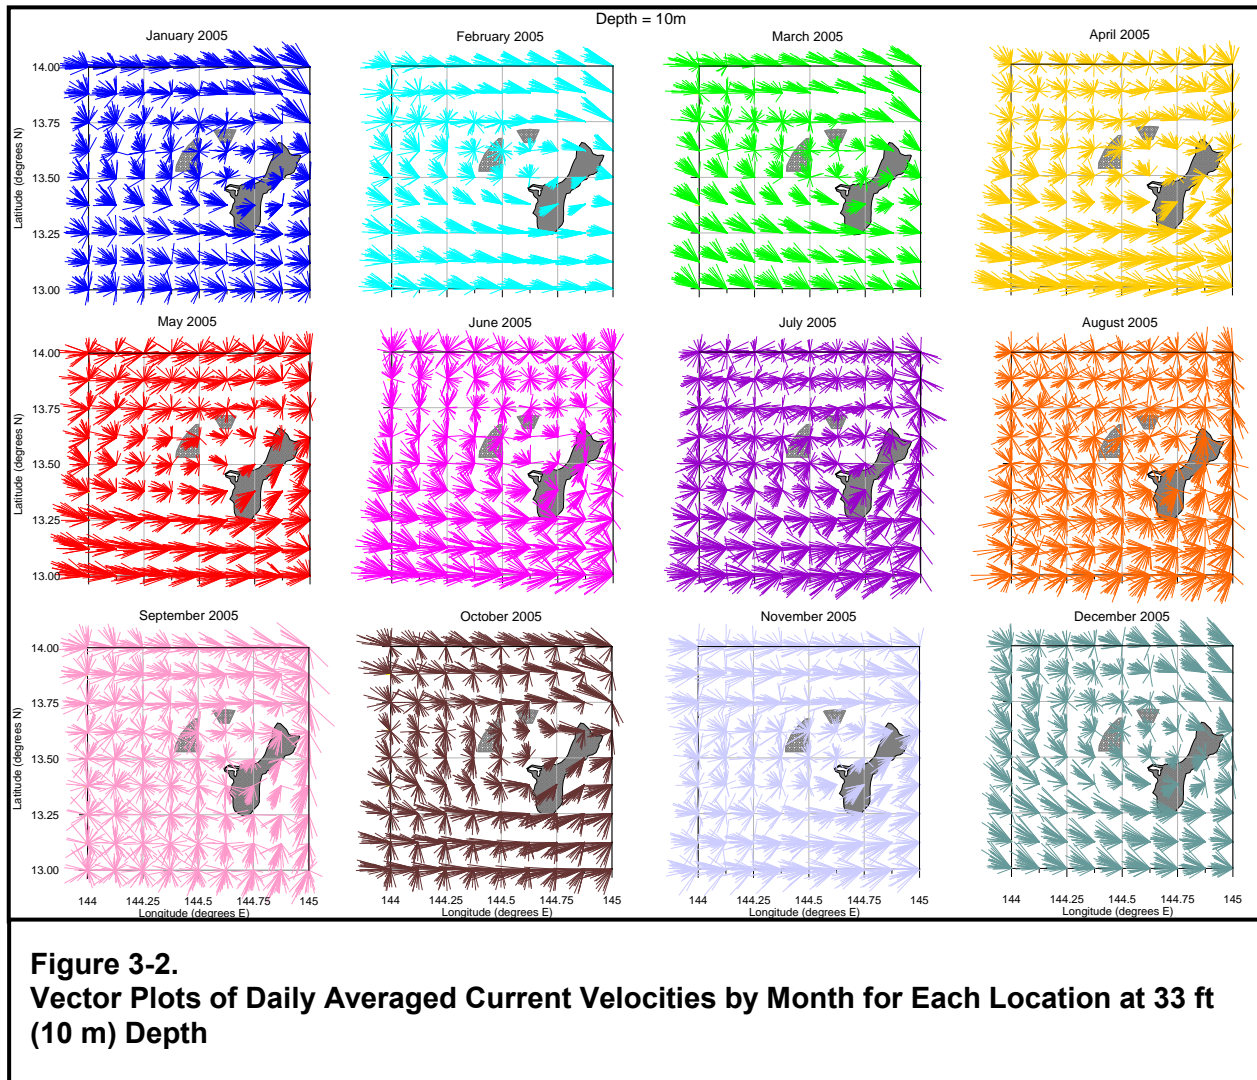 Depth = 10m
January 2005
February 2005
March 2005
April 2005
14.00
13.75
13.50
13.25
13.00
Latitude (degrees N)
May 2005
June 2005
July 2005
August 2005
14.00
13.75
13.50
13.25
13.00
Latitude (degrees N)
September 2005
October 2005
November 2005
December 2005
14.00
13.75
13.50
13.25
13.00
Latitude (degrees N)
144 144.25 144.5 144.75 145
Longitude (degrees E)
144 144.25 144.5 144.75 145
Longitude (degrees E)
144 144.25 144.5 144.75 145
Longitude (degrees E)
144 144.25 144.5 144.75 145
Longitude (degrees E)
Figure 3-2.
Vector Plots of Daily Averaged Current Velocities by Month for Each Location at 33 ft
(10 m) Depth